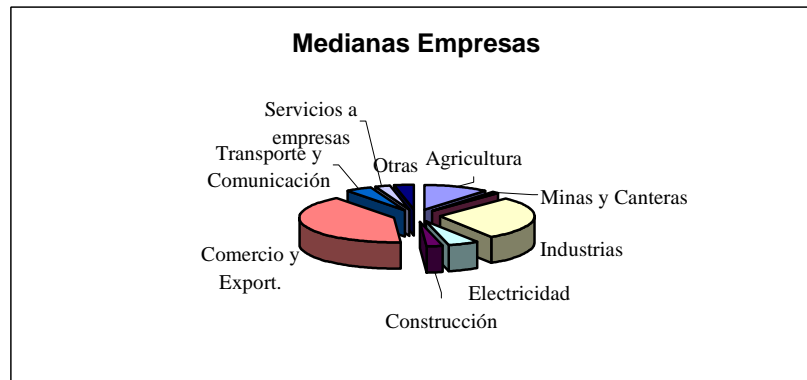 Medianas Empresas
Servicios a
empresas
Transporte y
Comunicación
Otras
Agricultura
Minas y Canteras
Industrias
Comercio y
Export.
Electricidad
Construcción